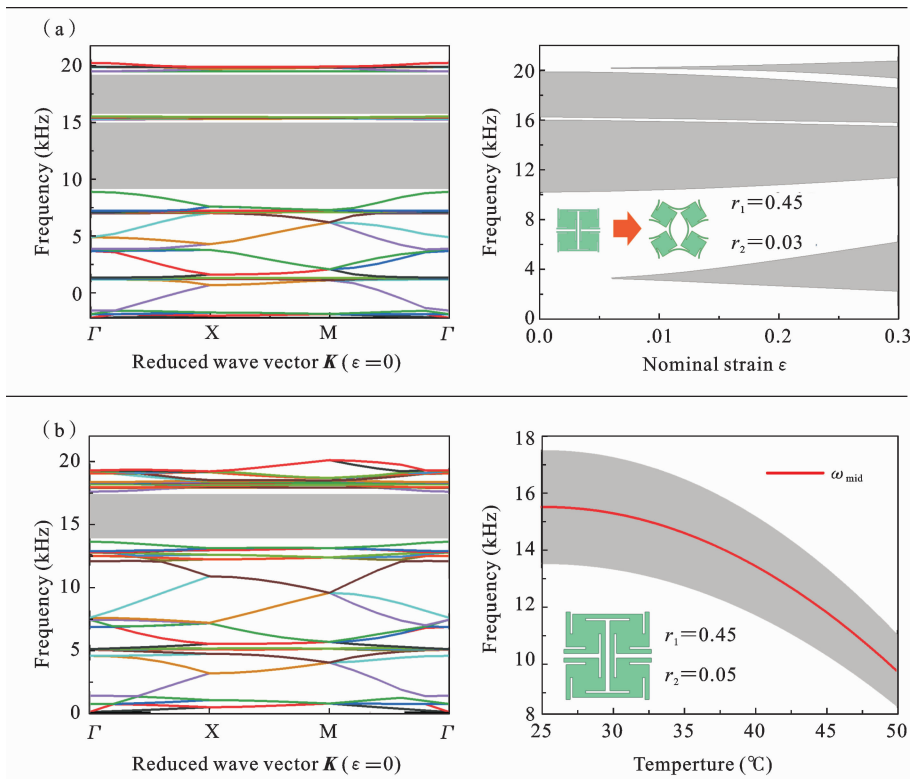 (a)
20
15
10
5
0
Frequency (kHz)
Γ X M Γ
Reduced wave vector K (ε=0)
20
16
12
8
4
0
Frequency (kHz)
r1=0.45
r2=0.03
0.0 .01 0.2 0.3
Nominal strain ε
(b)
20
15
10
5
0
Frequency (kHz)
Γ X M Γ
Reduced wave vector K (ε=0)
18
16
14
12
10
8
Frequency (kHz)
ωmid
r1=0.45
r2=0.05
25 30 35 40 45 50
Temperture (℃)